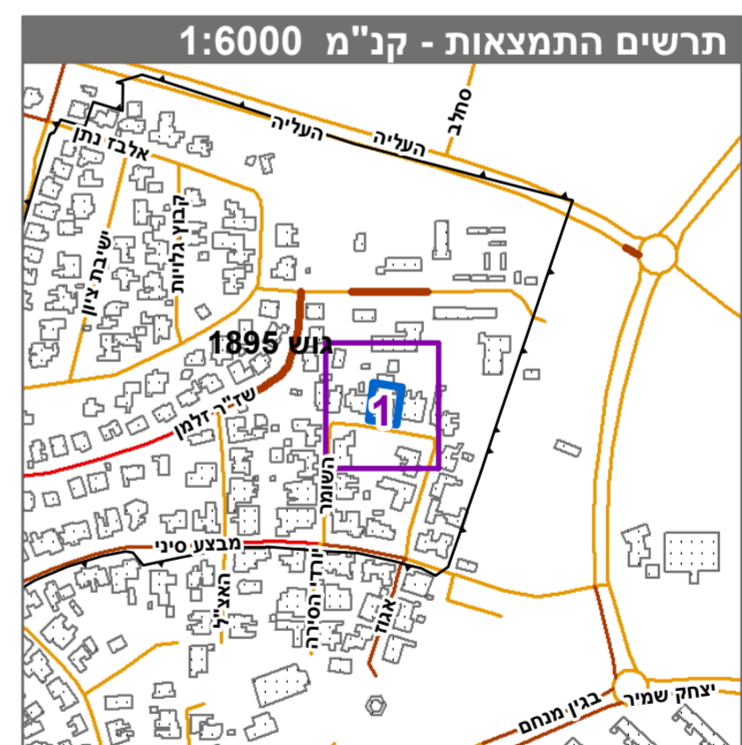 תרשים התמצאות - קנ"מ 1:6000
סחלב
העליה
העליה
אלבז נתן
קבוץ גלויות
ישיבת ציון
גוש 1895
1
שז"ר זלמן
השומר
מבצע סיני
האצ"ל
יורדי הסירה
אגוז
בגין מנחם
יצחק שמיר